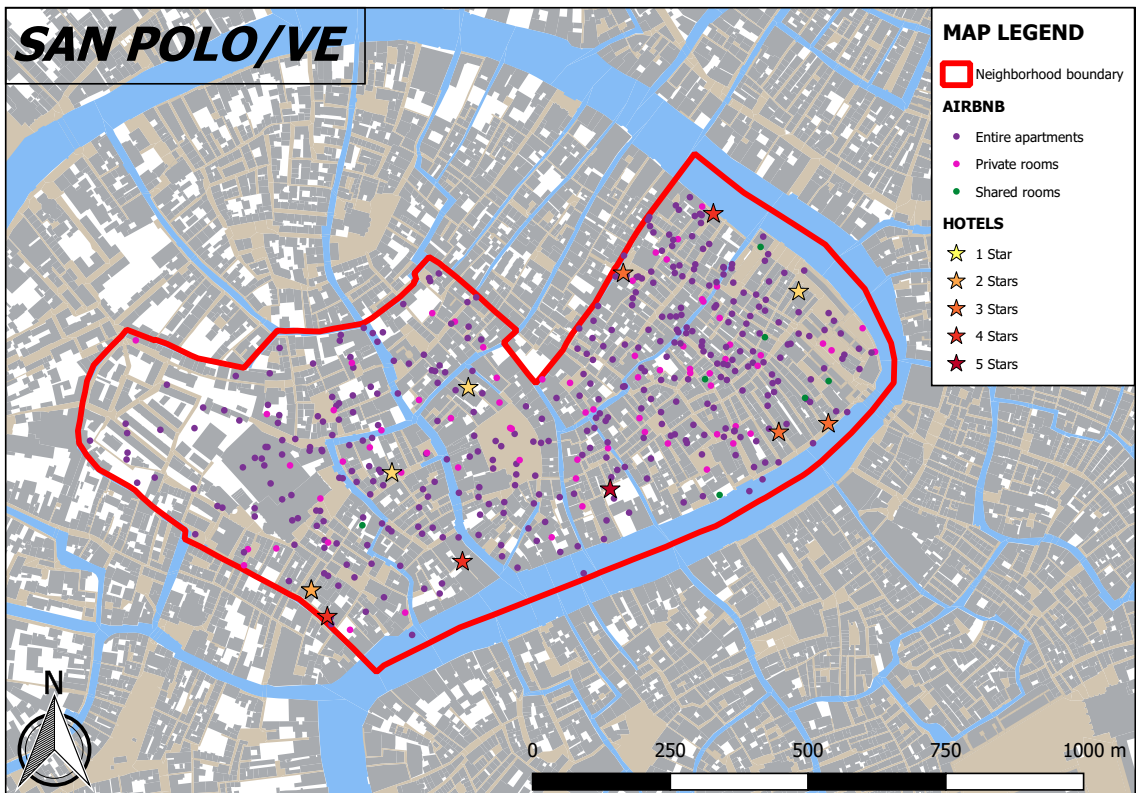 SAN POLO/VE
MAP LEGEND
Neighborhood boundary
AIRBNB
Entire apartments
Private rooms
Shared rooms
HOTELS
1 Star
2 Stars
3 Stars
4 Stars
5 Stars
N
0 250 500 750 1000 m